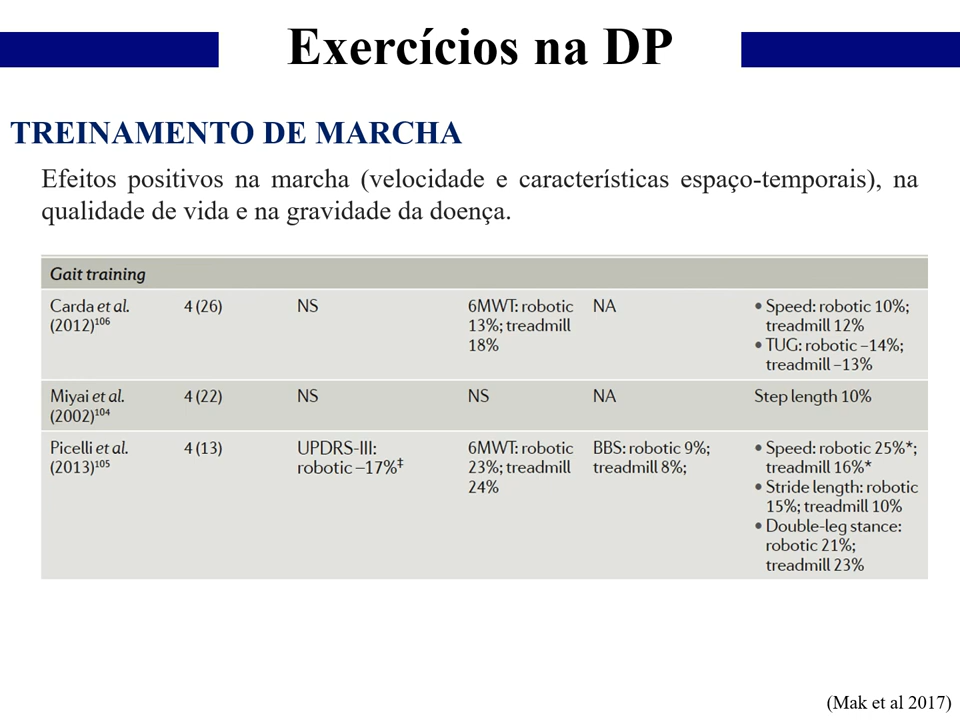 Exercícios na DP
TREINAMENTO DE MARCHA
Efeitos positivos na marcha (velocidade e características espaço-temporais), na
qualidade de vida e na gravidade da doença.
Gait training
Carda et al. (2012)106 4 (26) NS 6MWT: robotic 13%; treadmill 18% NA • Speed: robotic 10%; treadmill 12% • TUG: robotic –14%; treadmill –13%
Miyai et al. (2002)104 4 (22) NS NS NA Step length 10%
Picelli et al. (2013)105 4 (13) UPDRS-III: robotic –17%‡ 6MWT: robotic 23%; treadmill 24% BBS: robotic 9%; treadmill 8%; • Speed: robotic 25%*; treadmill 16%* • Stride length: robotic 15%; treadmill 10% • Double-leg stance: robotic 21%; treadmill 23%
(Mak et al 2017)